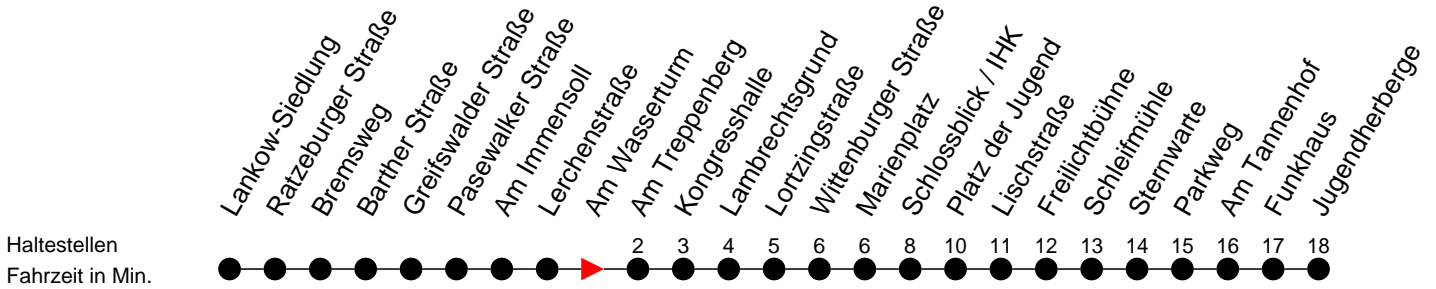 Lankow-Siedlung
Ratzeburger Straße
Bremsweg
Barther Straße
Greifswalder Straße
Pasewalker Straße
Am Immensoll
Lerchenstraße
Am Wasserturm
Am Treppenberg
Kongresshalle
Lambrechtsgrund
Lortzingstraße
Wittenburger Straße
Marienplatz
Schlossblick / IHK
Platz der Jugend
Lischstraße
Freilichtbühne
Schleifmühle
Sternwarte
Parkweg
Am Tannenhof
Funkhaus
Jugendherberge
Haltestellen 2 3 4 5 6 6 8 10 11 12 13 14 15 16 17 18
Fahrzeit in Min.